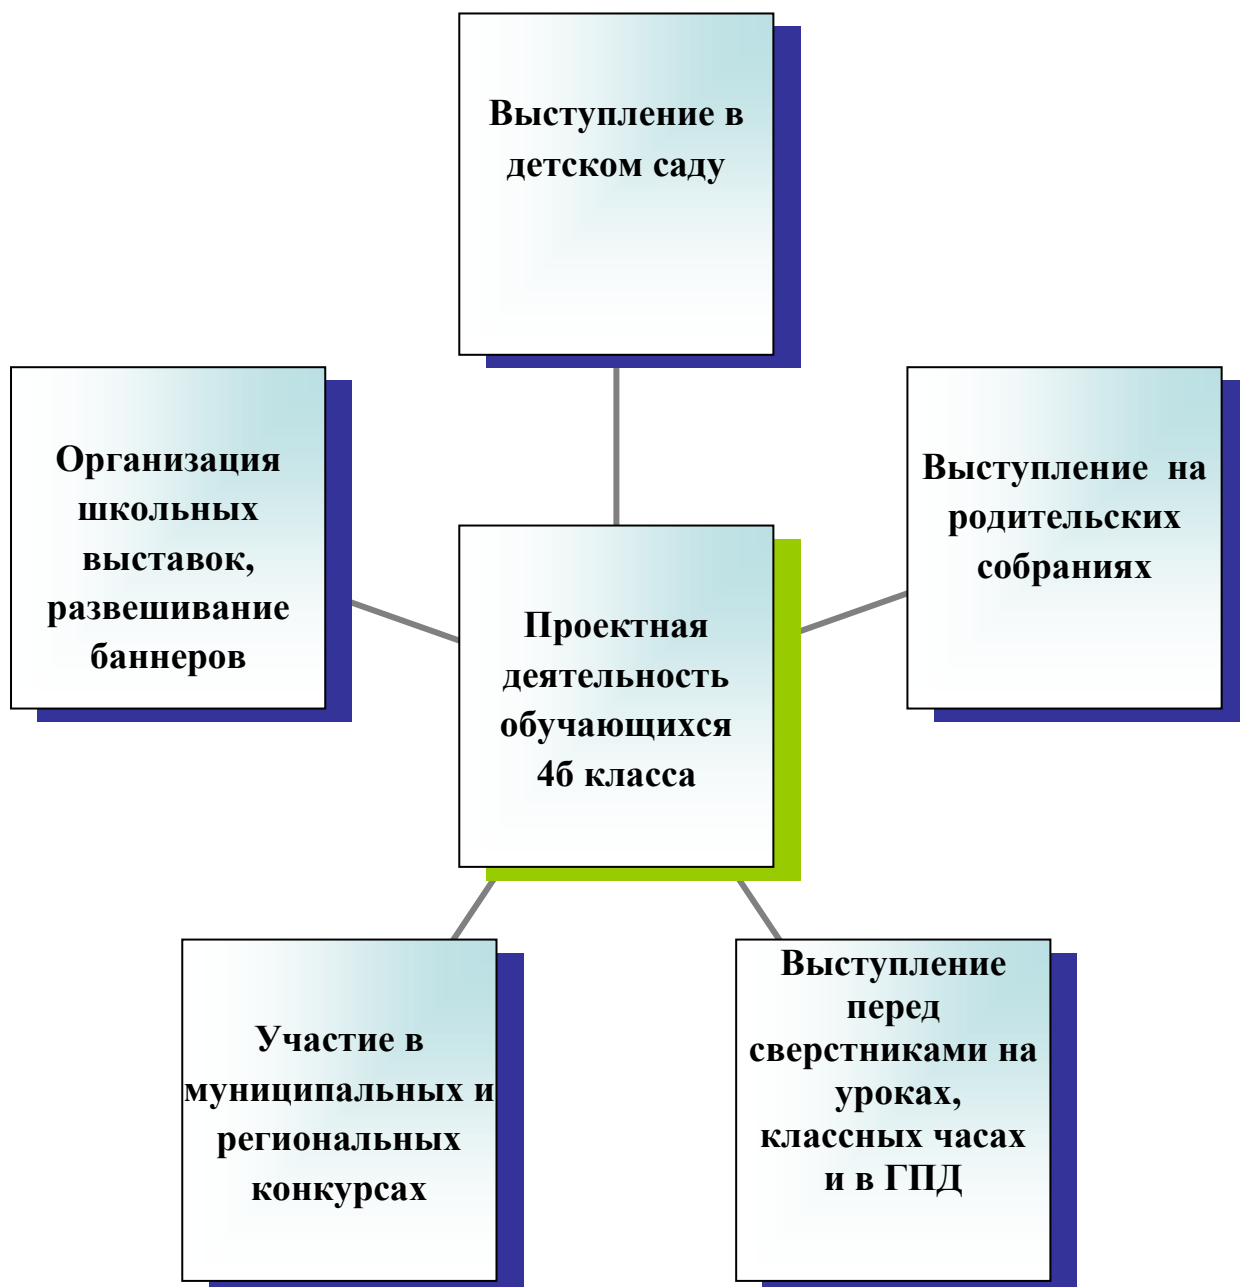 Выступление в
детском саду
Организация
школьных
выставок,
развешивание
баннеров
Выступление на
родительских
собраниях
Проектная
деятельность
обучающихся
4б класса
Участие в
муниципальных и
региональных
конкурсах
Выступление
перед
сверстниками на
уроках,
классных часах
и в ГПД